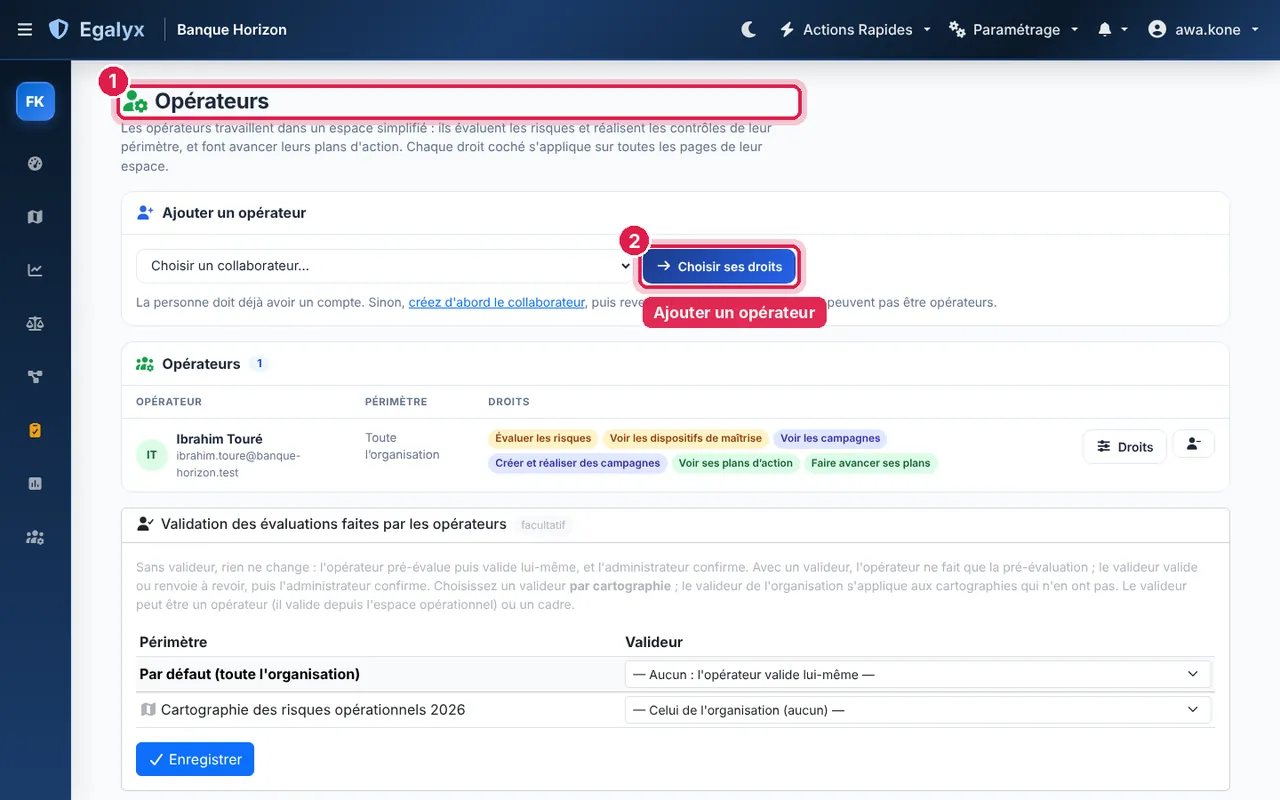 Egalyx
Banque Horizon
Actions Rapides
Paramétrage
awa.kone
FK
1
Opérateurs
Les opérateurs travaillent dans un espace simplifié : ils évaluent les risques et réalisent les contrôles de leur
périmètre, et font avancer leurs plans d'action. Chaque droit coché s'applique sur toutes les pages de leur
espace.
Ajouter un opérateur
2
Choisir un collaborateur...
Choisir ses droits
La personne doit déjà avoir un compte. Sinon, créez d'abord le collaborateur, puis reve
peuvent pas être opérateurs.
Ajouter un opérateur
Opérateurs 1
OPÉRATEUR PÉRIMÈTRE DROITS
IT
Ibrahim Touré
ibrahim.toure@banque-
horizon.test
Toute
l'organisation
Évaluer les risques Voir les dispositifs de maîtrise Voir les campagnes
Créer et réaliser des campagnes Voir ses plans d'action Faire avancer ses plans
Droits
Validation des évaluations faites par les opérateurs facultatif
Sans valideur, rien ne change : l'opérateur pré-évalue puis valide lui-même, et l'administrateur confirme. Avec un valideur, l'opérateur ne fait que la pré-évaluation ; le valideur valide
ou renvoie à revoir, puis l'administrateur confirme. Choisissez un valideur par cartographie ; le valideur de l'organisation s'applique aux cartographies qui n'en ont pas. Le valideur
peut être un opérateur (il valide depuis l'espace opérationnel) ou un cadre.
Périmètre Valideur
Par défaut (toute l'organisation) — Aucun : l'opérateur valide lui-même —
Cartographie des risques opérationnels 2026 — Celui de l'organisation (aucun) —
Enregistrer